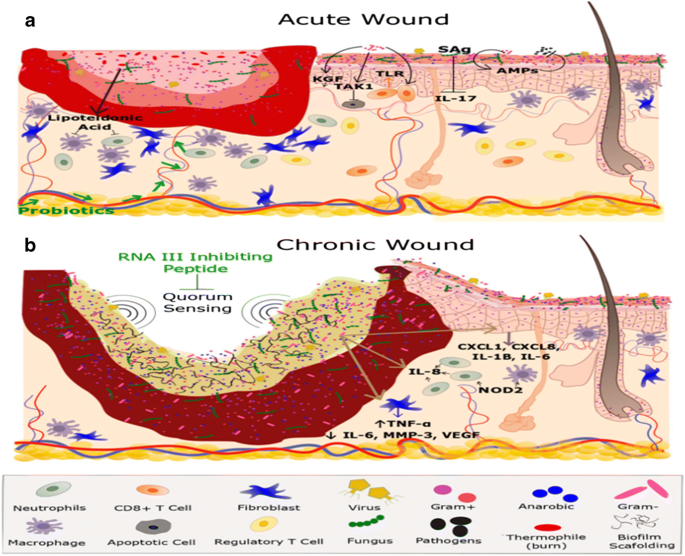 a
Acute Wound
SAg
KGF
TLR
AMPs
TAK1
IL-17
Lipoteidonic
Acid
Probiotics
b
Chronic Wound
RNA III Inhibiting
Peptide
Quorum
Sensing
CXCL1, CXCL8,
IL-1B, IL-6
IL-8
NOD2
↑TNF-α
↓ IL-6, MMP-3, VEGF
Neutrophils
CD8+ T Cell
Fibroblast
Virus
Gram+
Anarobic
Gram-
Macrophage
Apoptotic Cell
Regulatory T Cell
Fungus
Pathogens
Thermophile
(burn)
Biofilm
Scafolding